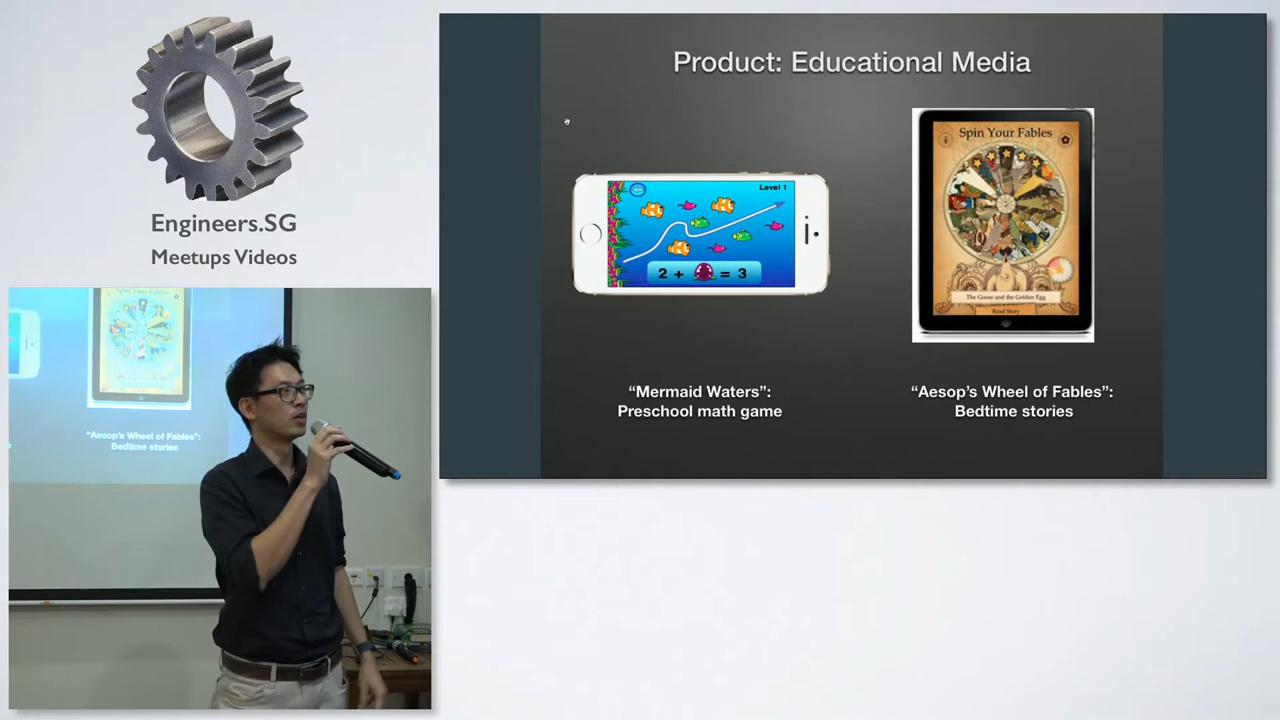 Engineers.SG
Meetups Videos
Product: Educational Media
Level 1
2 + = 3
Spin Your Fables
The Goose and the Golden Egg
Read Story
“Mermaid Waters”:
Preschool math game
“Aesop’s Wheel of Fables”:
Bedtime stories
Spin Your Fables
“Aesop’s Wheel of Fables”:
Bedtime stories